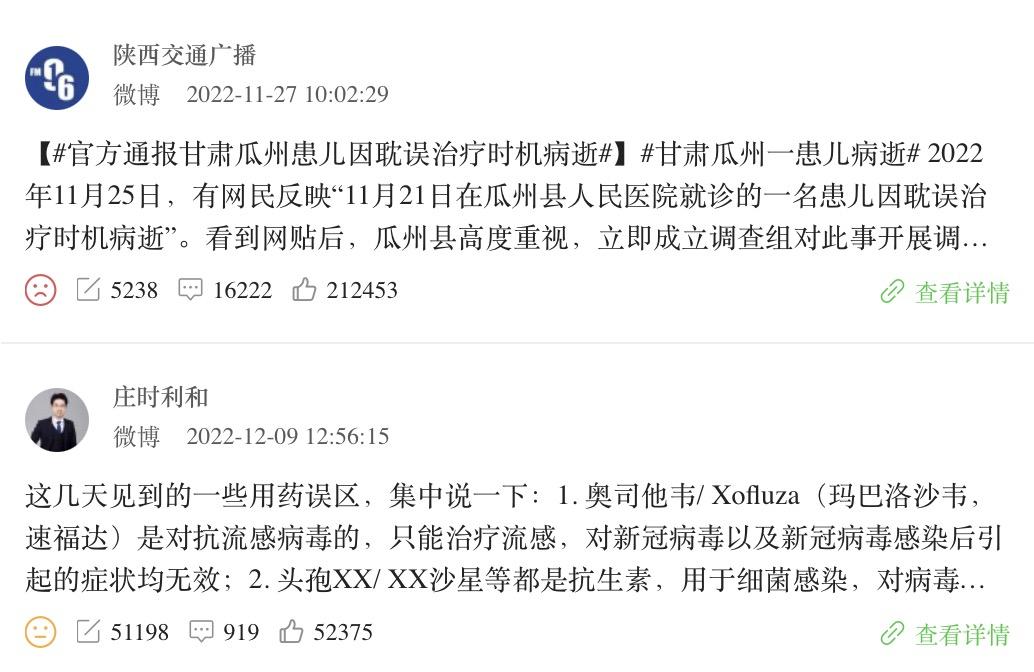 FM 96
陕西交通广播
微博 2022-11-27 10:02:29
【#官方通报甘肃瓜州患儿因耽误治疗时机病逝#】#甘肃瓜州一患儿病逝# 2022
年11月25日，有网民反映“11月21日在瓜州县人民医院就诊的一名患儿因耽误治
疗时机病逝”。看到网贴后，瓜州县高度重视，立即成立调查组对此事开展调…
5238 16222 212453 查看详情
庄时利和
微博 2022-12-09 12:56:15
这几天见到的一些用药误区，集中说一下：1. 奥司他韦/ Xofluza（玛巴洛沙韦，
速福达）是对抗流感病毒的，只能治疗流感，对新冠病毒以及新冠病毒感染后引
起的症状均无效；2. 头孢XX/ XX沙星等都是抗生素，用于细菌感染，对病毒…
51198 919 52375 查看详情